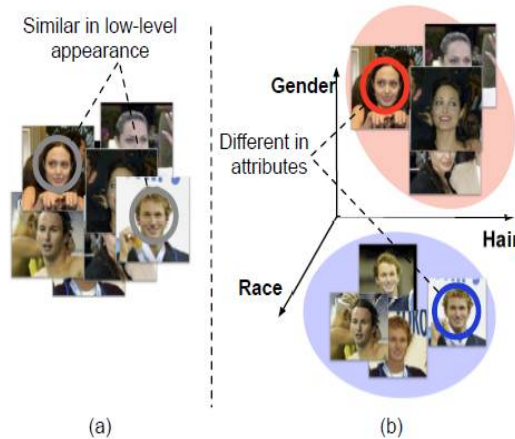 Similar in low-level
appearance
Gender
Different in
attributes
Hair
Race
(a)
(b)